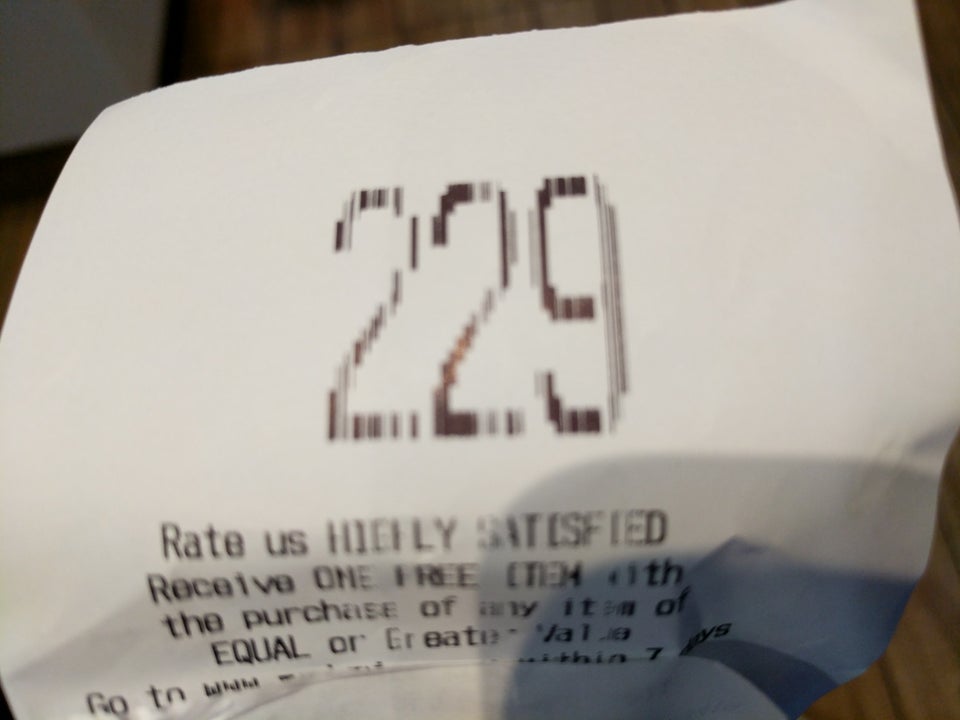 229
Rate us HIGHLY SATISFIED
Receive ONE FREE ITEM with
the purchase of any item of
EQUAL or Greater Value
Go to www within 7 days